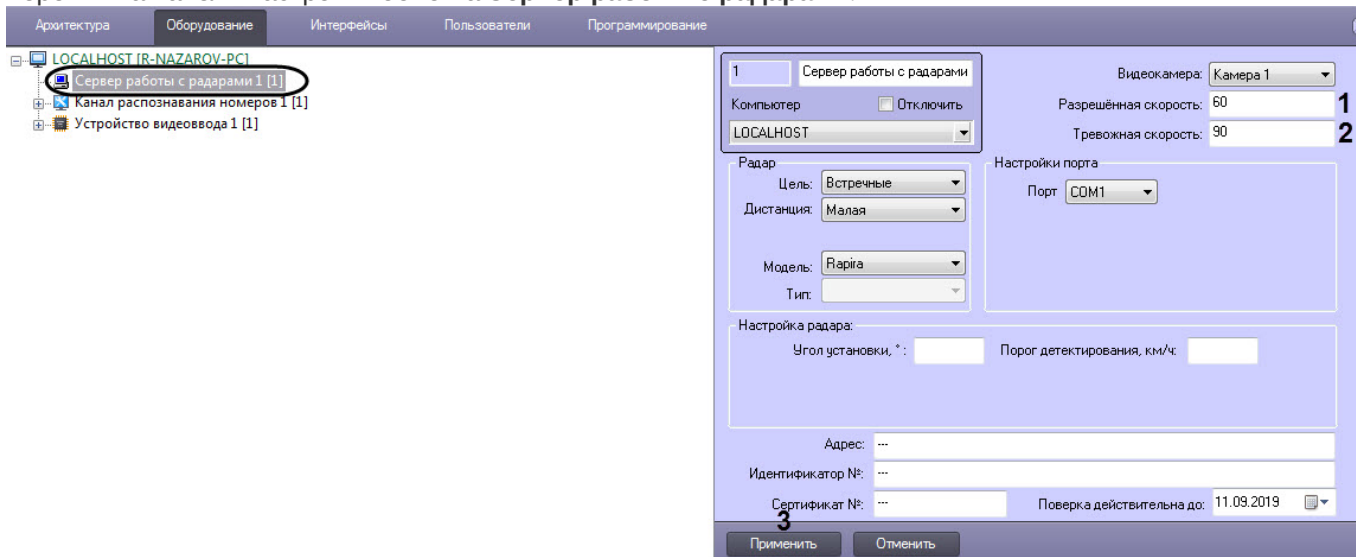 Архитектура Оборудование Интерфейсы Пользователи Программирование
LOCALHOST [R-NAZAROV-PC]
Сервер работы с радарами 1 [1]
Канал распознавания номеров 1 [1]
Устройство видеоввода 1 [1]
1 Сервер работы с радарами
Компьютер Отключить
LOCALHOST
Видеокамера: Камера 1
Разрешённая скорость: 60 1
Тревожная скорость: 90 2
Радар
Цель: Встречные
Дистанция: Малая
Модель: Rapira
Тип:
Настройки порта
Порт COM1
Настройка радара:
Угол установки, ° : Порог детектирования, км/ч:
Адрес: ---
Идентификатор №: ---
Сертификат №: --- Поверка действительна до: 11.09.2019
3
Применить Отменить